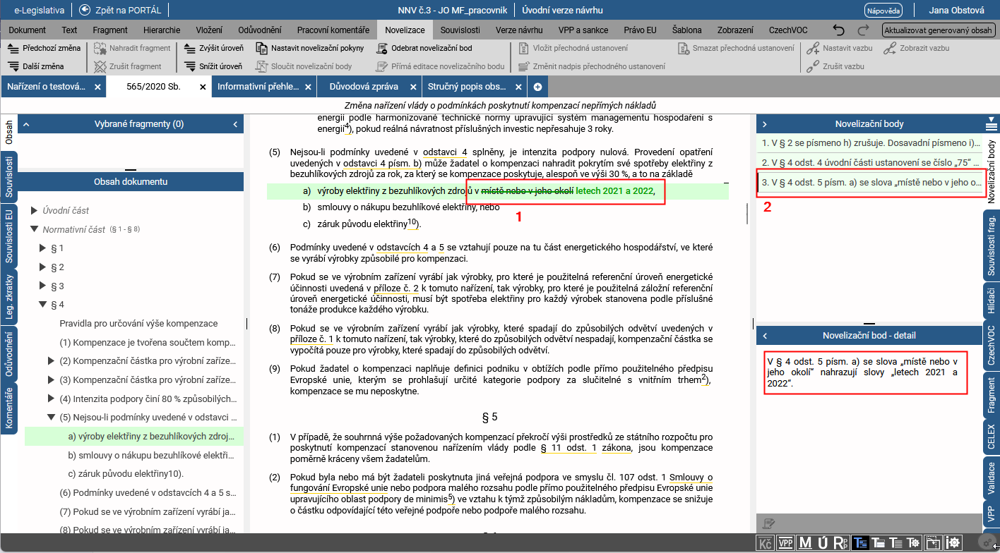 e-Legislativa
Zpět na PORTÁL
NNV č.3 - JO MF_pracovnik
Úvodní verze návrhu
Nápověda
Jana Obstová
Dokument Text Fragment Hierarchie Vložení Odůvodnění Pracovní komentáře Novelizace Souvislosti Verze návrhu VPP a sankce Právo EU Šablona Zobrazení CzechVOC
Aktualizovat generovaný obsah
Předchozí změna Nahradit fragment Zvýšit úroveň Nastavit novelizační pokyny Odebrat novelizační bod Vložit přechodná ustanovení Smazat přechodná ustanovení Nastavit vazbu Zobrazit vazbu
Další změna Zrušit fragment Snížit úroveň Sloučit novelizační body Přímá editace novelizačního bodu Změnit nadpis přechodného ustanovení Zrušit vazbu
Nařízení o testová... × 565/2020 Sb. × Informativní přehle... × Důvodová zpráva × Stručný popis obs... ×
Změna nařízení vlády o podmínkách poskytnutí kompenzací nepřímých nákladů
Obsah
Souvislosti
Souvislosti EU
Leg. zkratky
Odůvodnění
Komentáře
Vybrané fragmenty (0)
Obsah dokumentu
Úvodní část
Normativní část (§ 1 - § 8)
§ 1
§ 2
§ 3
§ 4
Pravidla pro určování výše kompenzace
(1) Kompenzace je tvořena součtem komp...
(2) Kompenzační částka pro výrobní zaříze...
(3) Kompenzační částka pro výrobní zaříze...
(4) Intenzita podpory činí 80 % způsobilých...
(5) Nejsou-li podmínky uvedené v odstavci ...
a) výroby elektřiny z bezuhlíkových zdroj...
b) smlouvy o nákupu bezuhlíkové elektři...
c) záruk původu elektřiny10).
(6) Podmínky uvedené v odstavcích 4 a 5 s...
(7) Pokud se ve výrobním zařízení vyrábí ja...
(8) Pokud se ve výrobním zařízení vyrábí ja...
energií podle harmonizované technické normy upravující systém managementu hospodaření s
energií4), pokud reálná návratnost příslušných investic nepřesahuje 3 roky.
(5) Nejsou-li podmínky uvedené v odstavci 4 splněny, je intenzita podpory nulová. Provedení opatření
uvedených v odstavci 4 písm. b) může žadatel o kompenzaci nahradit pokrytím své spotřeby elektřiny z
bezuhlíkových zdrojů za rok, za který se kompenzace poskytuje, alespoň ve výši 30 %, a to na základě
a) výroby elektřiny z bezuhlíkových zdrojů v místě nebo v jeho okolí letech 2021 a 2022,
b) smlouvy o nákupu bezuhlíkové elektřiny, nebo
1
c) záruk původu elektřiny10).
(6) Podmínky uvedené v odstavcích 4 a 5 se vztahují pouze na tu část energetického hospodářství, ve které
se vyrábí výrobky způsobilé pro kompenzaci.
(7) Pokud se ve výrobním zařízení vyrábí jak výrobky, pro které je použitelná referenční úroveň energetické
účinnosti uvedená v příloze č. 2 k tomuto nařízení, tak výrobky, pro které je použitelná záložní referenční
úroveň energetické účinnosti, musí být spotřeba elektřiny pro každý výrobek stanovena podle příslušné
tonáže produkce každého výrobku.
(8) Pokud se ve výrobním zařízení vyrábí jak výrobky, které spadají do způsobilých odvětví uvedených v
příloze č. 1 k tomuto nařízení, tak výrobky, které do způsobilých odvětví nespadají, kompenzační částka se
vypočítá pouze pro výrobky, které spadají do způsobilých odvětví.
(9) Pokud žadatel o kompenzaci naplňuje definici podniku v obtížích podle přímo použitelného předpisu
Evropské unie, kterým se prohlašují určité kategorie podpory za slučitelné s vnitřním trhem2),
kompenzace se mu neposkytne.
§ 5
(1) V případě, že souhrnná výše požadovaných kompenzací překročí výši prostředků ze státního rozpočtu pro
poskytnutí kompenzací stanovenou nařízením vlády podle § 11 odst. 1 zákona, jsou kompenzace
poměrně kráceny všem žadatelům.
(2) Pokud byla nebo má být žadateli poskytnuta jiná veřejná podpora ve smyslu čl. 107 odst. 1 Smlouvy o
fungování Evropské unie nebo podpora malého rozsahu podle přímo použitelného předpisu Evropské unie
upravujícího oblast podpory de minimis5) ve vztahu k týmž způsobilým nákladům, kompenzace se snižuje
o částku odpovídající této veřejné podpoře nebo podpoře malého rozsahu.
Novelizační body
1. V § 2 se písmeno h) zrušuje. Dosavadní písmeno i)...
2. V § 4 odst. 4 úvodní části ustanovení se číslo „75“ ...
3. V § 4 odst. 5 písm. a) se slova „místě nebo v jeho o...
2
Novelizační bod - detail
V § 4 odst. 5 písm. a) se slova „místě nebo v
jeho okolí“ nahrazují slovy „letech 2021 a
2022“.
Novelizační body
Souvislosti frag.
Hlídači
CzechVOC
Fragment
CELEX
Validace
VPP
Kč VPP M Ú